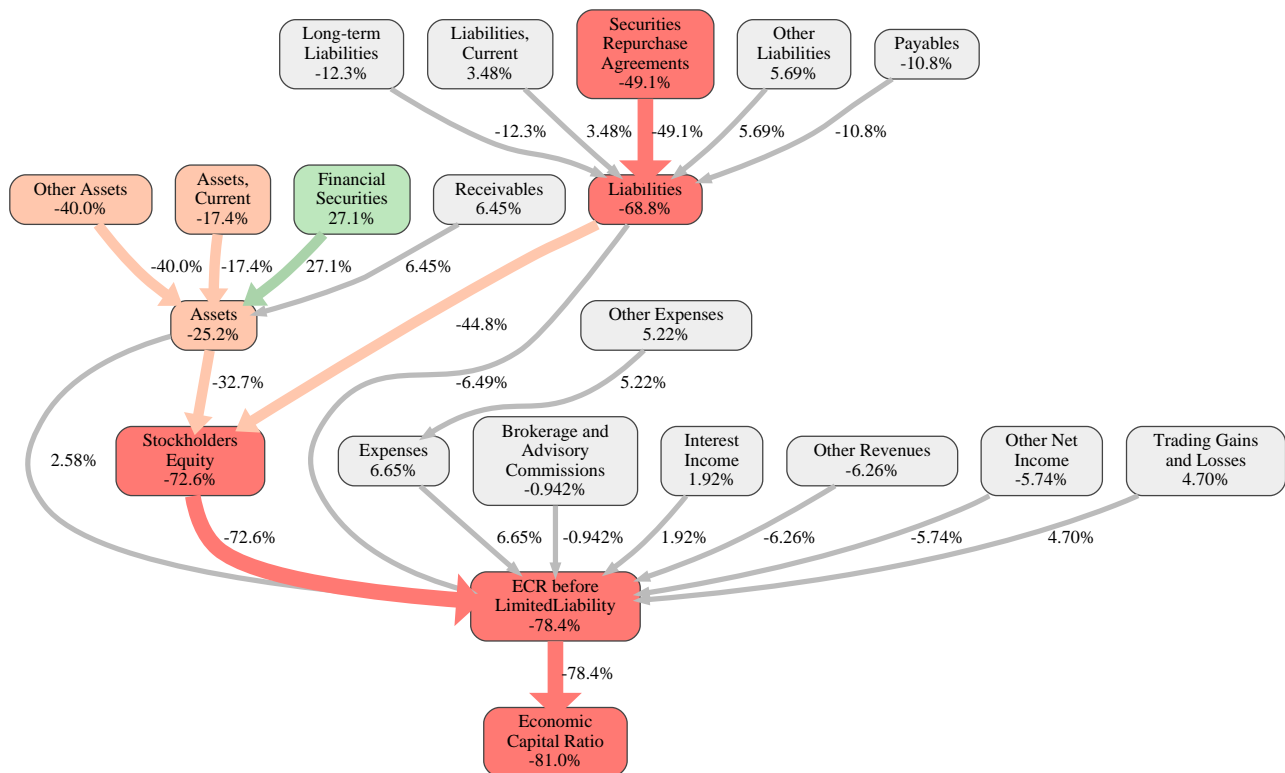 Long-term
Liabilities
-12.3%
Liabilities,
Current
3.48%
Securities
Repurchase
Agreements
-49.1%
Other
Liabilities
5.69%
Payables
-10.8%
-12.3%
3.48%
-49.1%
5.69%
-10.8%
Other Assets
-40.0%
Assets,
Current
-17.4%
Financial
Securities
27.1%
Receivables
6.45%
Liabilities
-68.8%
-40.0%
-17.4%
27.1%
6.45%
Assets
-25.2%
-44.8%
Other Expenses
5.22%
-32.7%
-6.49%
5.22%
2.58%
Stockholders
Equity
-72.6%
Expenses
6.65%
Brokerage and
Advisory
Commissions
-0.942%
Interest
Income
1.92%
Other Revenues
-6.26%
Other Net
Income
-5.74%
Trading Gains
and Losses
4.70%
-72.6%
6.65%
-0.942%
1.92%
-6.26%
-5.74%
4.70%
ECR before
LimitedLiability
-78.4%
-78.4%
Economic
Capital Ratio
-81.0%